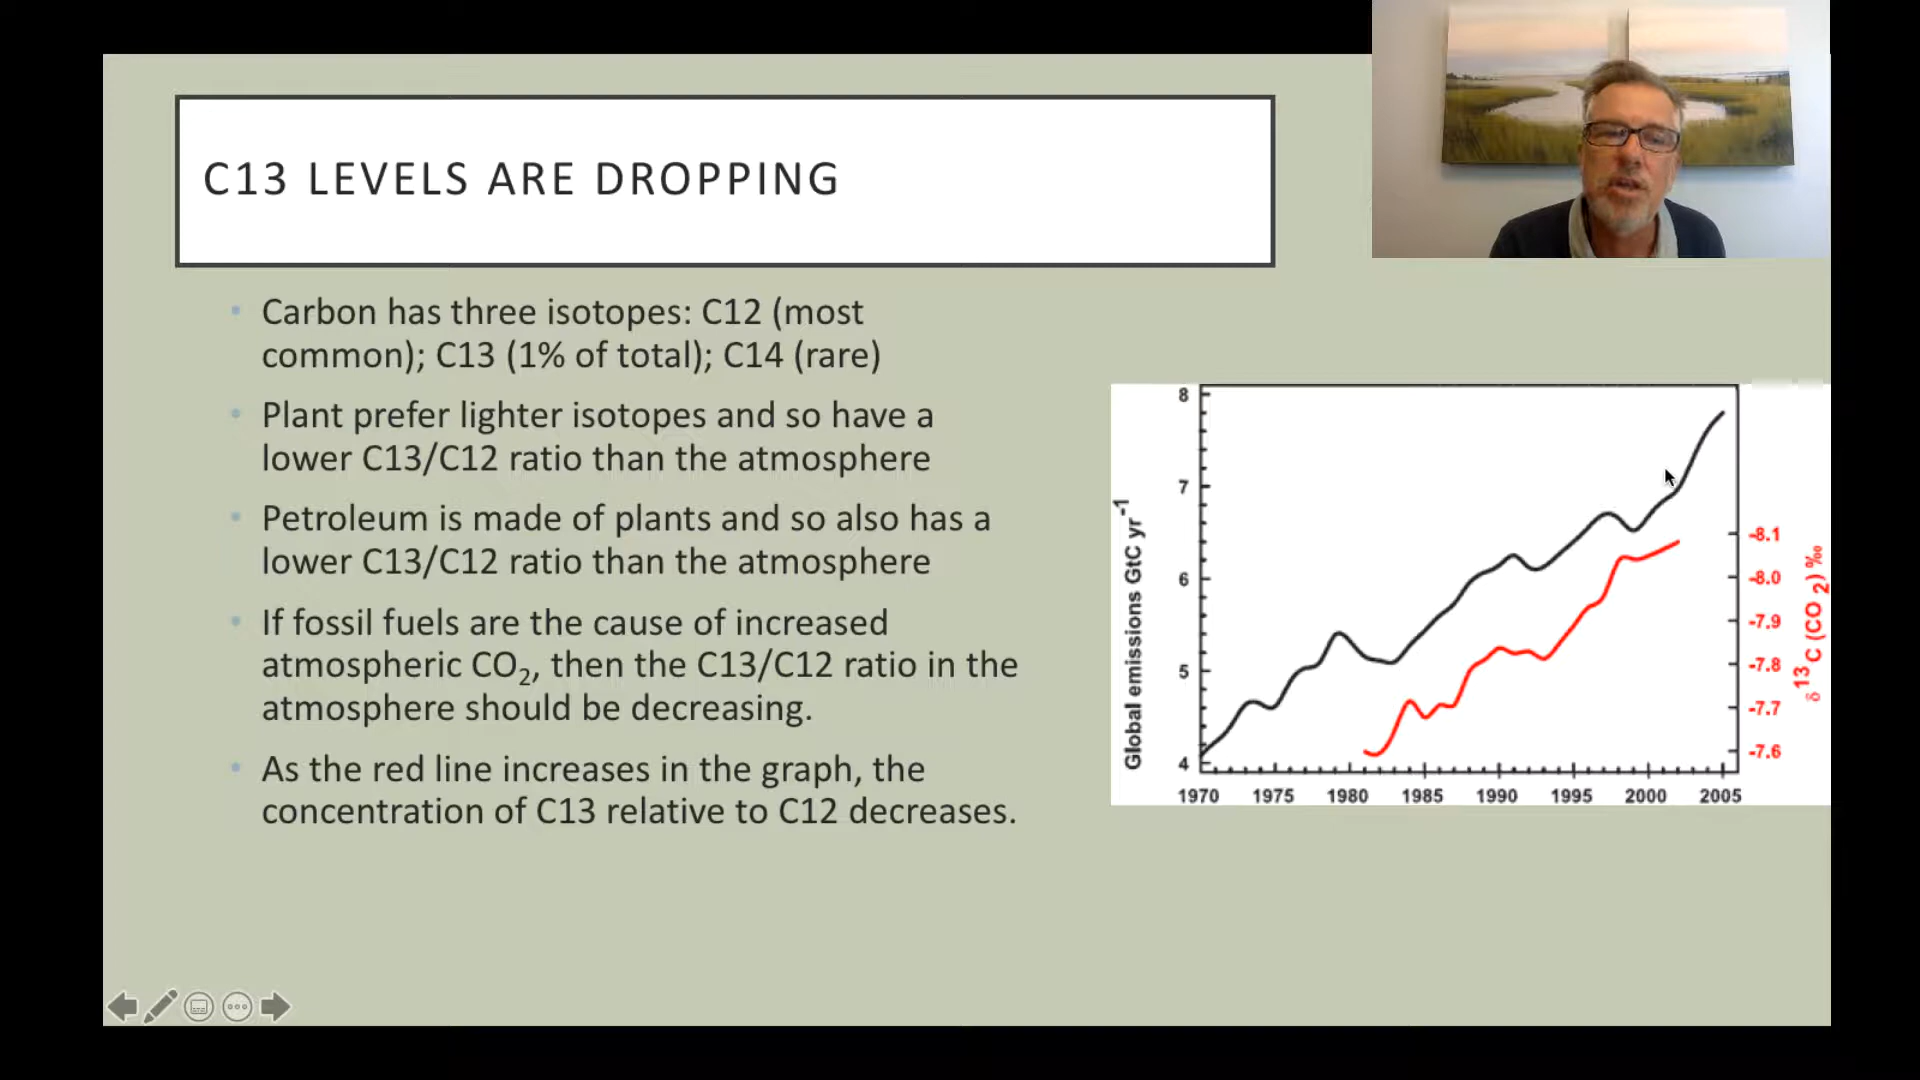 C13 LEVELS ARE DROPPING
• Carbon has three isotopes: C12 (most
common); C13 (1% of total); C14 (rare)
• Plant prefer lighter isotopes and so have a
lower C13/C12 ratio than the atmosphere
• Petroleum is made of plants and so also has a
lower C13/C12 ratio than the atmosphere
• If fossil fuels are the cause of increased
atmospheric CO₂, then the C13/C12 ratio in the
atmosphere should be decreasing.
• As the red line increases in the graph, the
concentration of C13 relative to C12 decreases.
Global emissions GtC yr⁻¹
8
7
6
5
4
1970 1975 1980 1985 1990 1995 2000 2005
-8.1
-8.0
-7.9
-7.8
-7.7
-7.6
δ ¹³C (CO₂) ‰